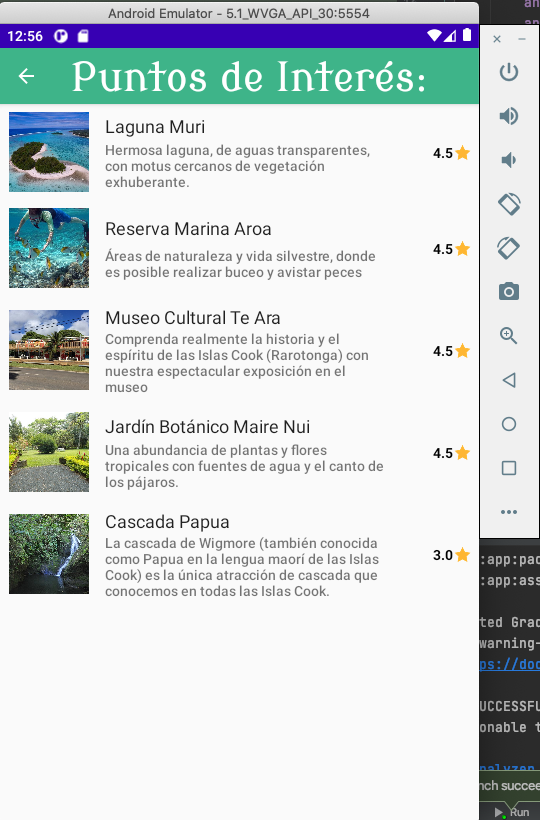 Android Emulator - 5.1_WVGA_API_30:5554
12:56
Puntos de Interés:
Laguna Muri
Hermosa laguna, de aguas transparentes,
con motus cercanos de vegetación
exhuberante.
4.5
Reserva Marina Aroa
Áreas de naturaleza y vida silvestre, donde
es posible realizar buceo y avistar peces
4.5
Museo Cultural Te Ara
Comprenda realmente la historia y el
espíritu de las Islas Cook (Rarotonga) con
nuestra espectacular exposición en el
museo
4.5
Jardín Botánico Maire Nui
Una abundancia de plantas y flores
tropicales con fuentes de agua y el canto de
los pájaros.
4.5
Cascada Papua
La cascada de Wigmore (también conocida
como Papua en la lengua maorí de las Islas
Cook) es la única atracción de cascada que
conocemos en todas las Islas Cook.
3.0
:app:pac
:app:ass
ted Grad
warning-
ps://doc
UCCESSFU
onable t
nch succee
Run